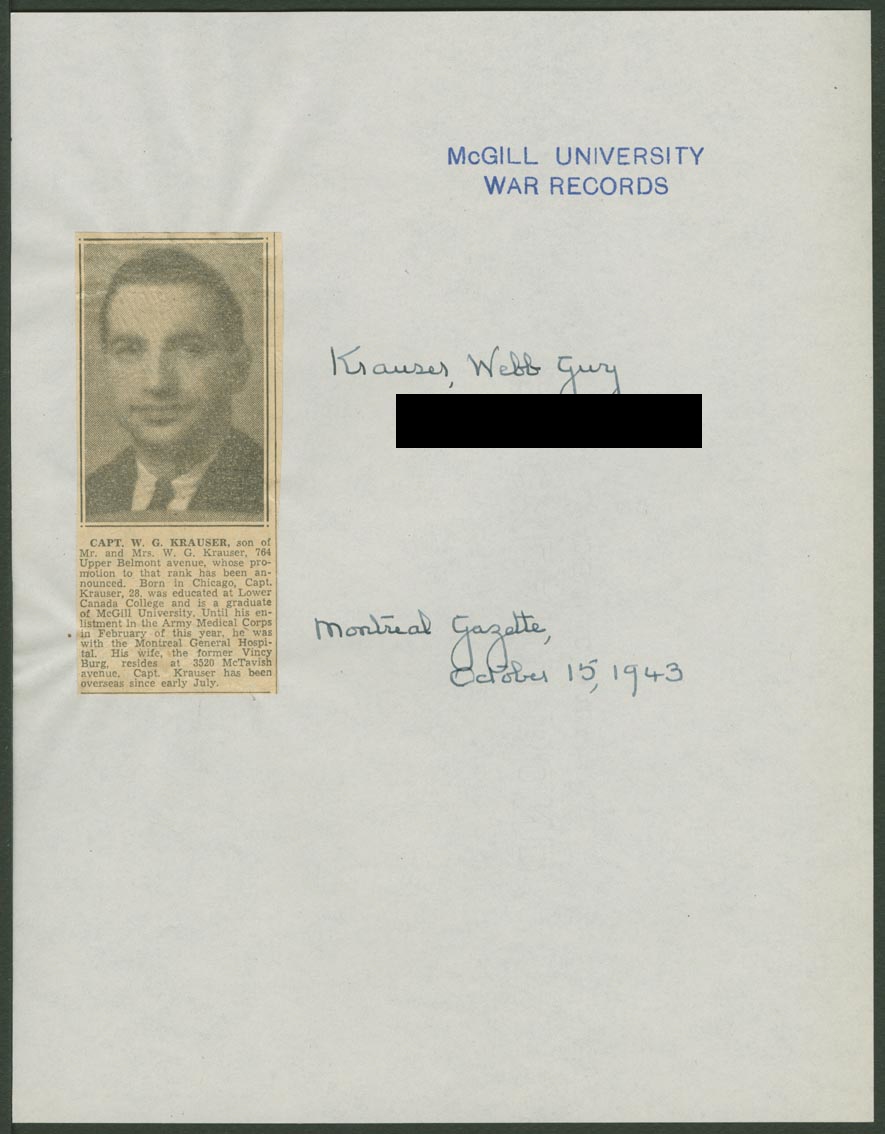 McGILL UNIVERSITY
WAR RECORDS
Krauser, Webb Guy
CAPT. W. G. KRAUSER, son of
Mr. and Mrs. W. G. Krauser, 764
Upper Belmont avenue, whose pro-
motion to that rank has been an-
nounced. Born in Chicago, Capt.
Krauser, 28, was educated at Lower
Canada College and is a graduate
of McGill University. Until his en-
listment in the Army Medical Corps
in February of this year, he was
with the Montreal General Hospi-
tal. His wife, the former Vincy
Burg, resides at 3520 McTavish
avenue. Capt. Krauser has been
overseas since early July.
Montreal Gazette,
October 15, 1943